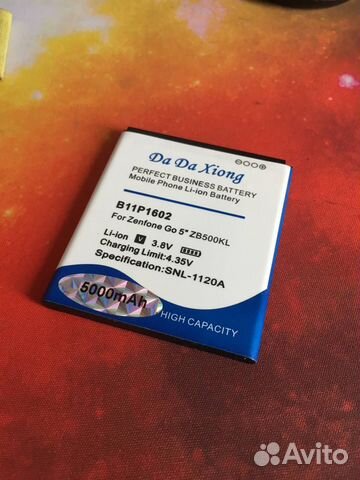 Da Da Xiong
PERFECT BUSINESS BATTERY
Mobile Phone Li-ion Battery
B11P1602
For Zenfone Go 5" ZB500KL
Li-ion V 3.8V
Charging Limit:4.35V
Specification:SNL-1120A
5000mAh
HIGH CAPACITY
Avito